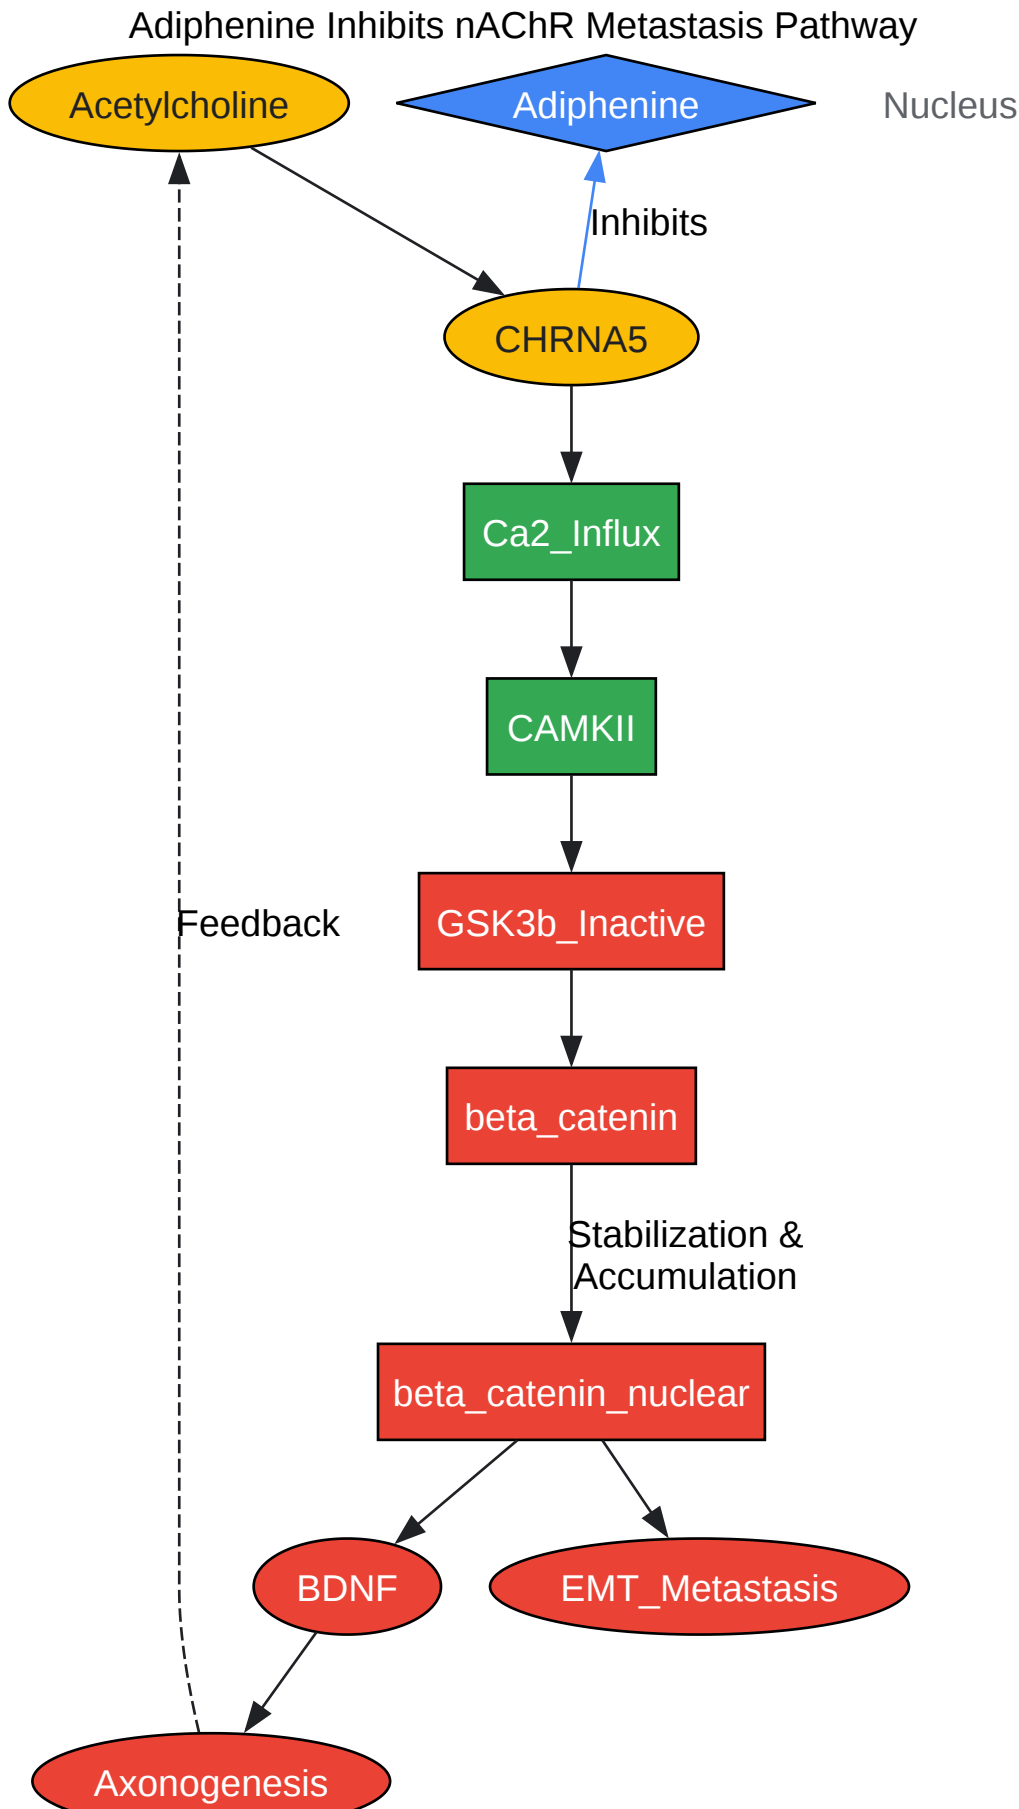 Adiphenine Inhibits nAChR Metastasis Pathway
Acetylcholine
Adiphenine
Nucleus
Inhibits
CHRNA5
Ca2_Influx
CAMKII
GSK3b_Inactive
Feedback
beta_catenin
Stabilization &
Accumulation
beta_catenin_nuclear
BDNF
EMT_Metastasis
Axonogenesis